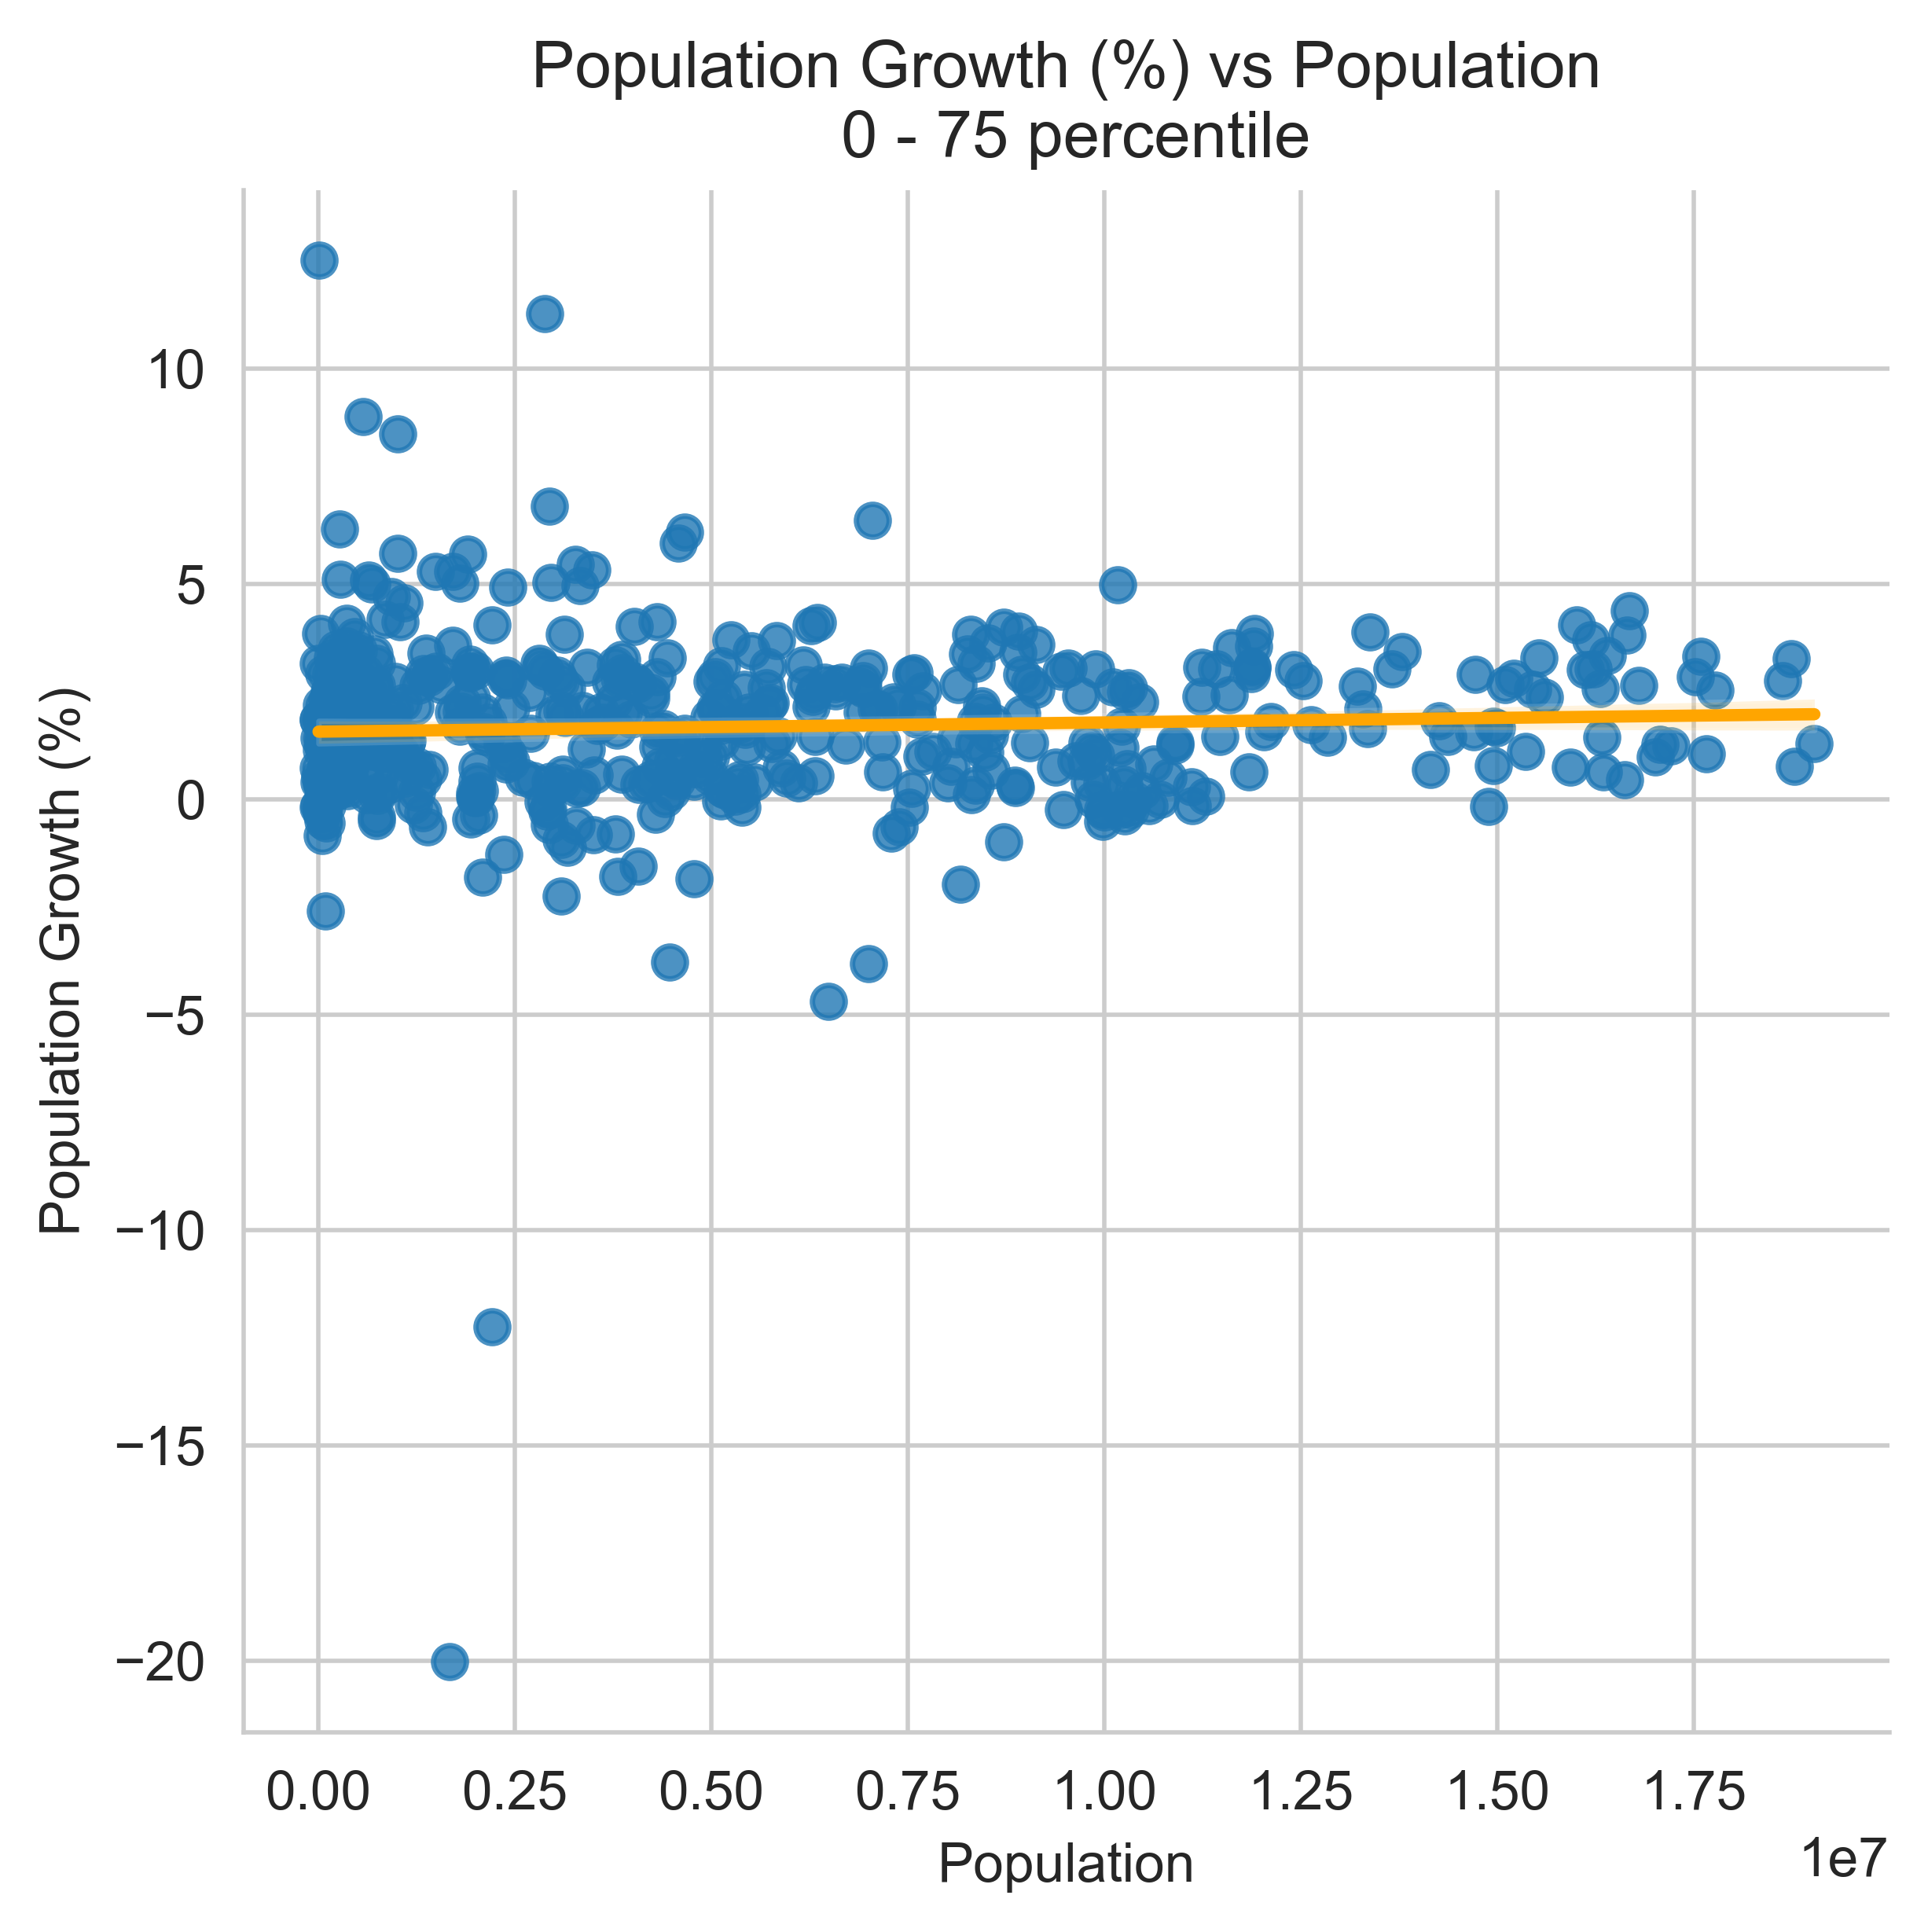 Population Growth (%) vs Population
0 - 75 percentile
Population Growth (%)
10
5
0
−5
−10
−15
−20
0.00 0.25 0.50 0.75 1.00 1.25 1.50 1.75
Population
1e7